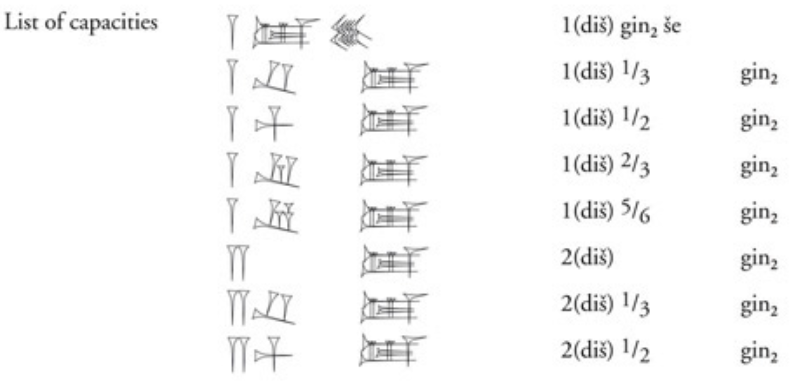 List of capacities 𒁹 𒂆 𒊺 1(diš) gin₂ še
𒁹 𒑚 𒂆 1(diš) 1/3 gin₂
𒁹 𒈦 𒂆 1(diš) 1/2 gin₂
𒁹 𒑛 𒂆 1(diš) 2/3 gin₂
𒁹 𒑜 𒂆 1(diš) 5/6 gin₂
𒈫 𒂆 2(diš) gin₂
𒈫 𒑚 𒂆 2(diš) 1/3 gin₂
𒈫 𒈦 𒂆 2(diš) 1/2 gin₂